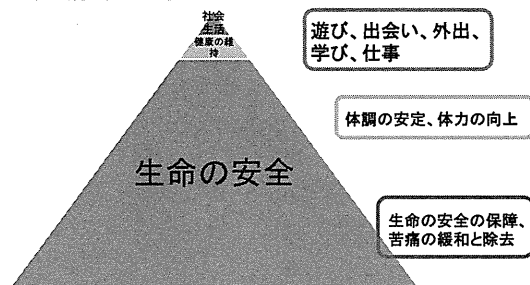 社会
生活
健康の維
持
生命の安全
遊び、出会い、外出、
学び、仕事
体調の安定、体力の向上
生命の安全の保障、
苦痛の緩和と除去